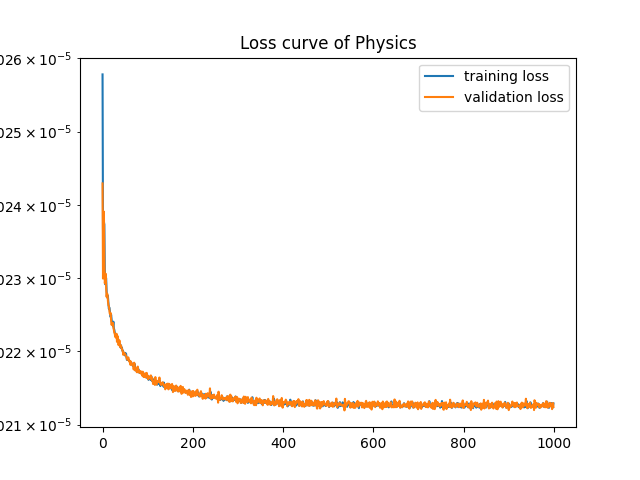 Loss curve of Physics
026 × 10⁻⁵
025 × 10⁻⁵
024 × 10⁻⁵
023 × 10⁻⁵
022 × 10⁻⁵
021 × 10⁻⁵
training loss
validation loss
0 200 400 600 800 1000